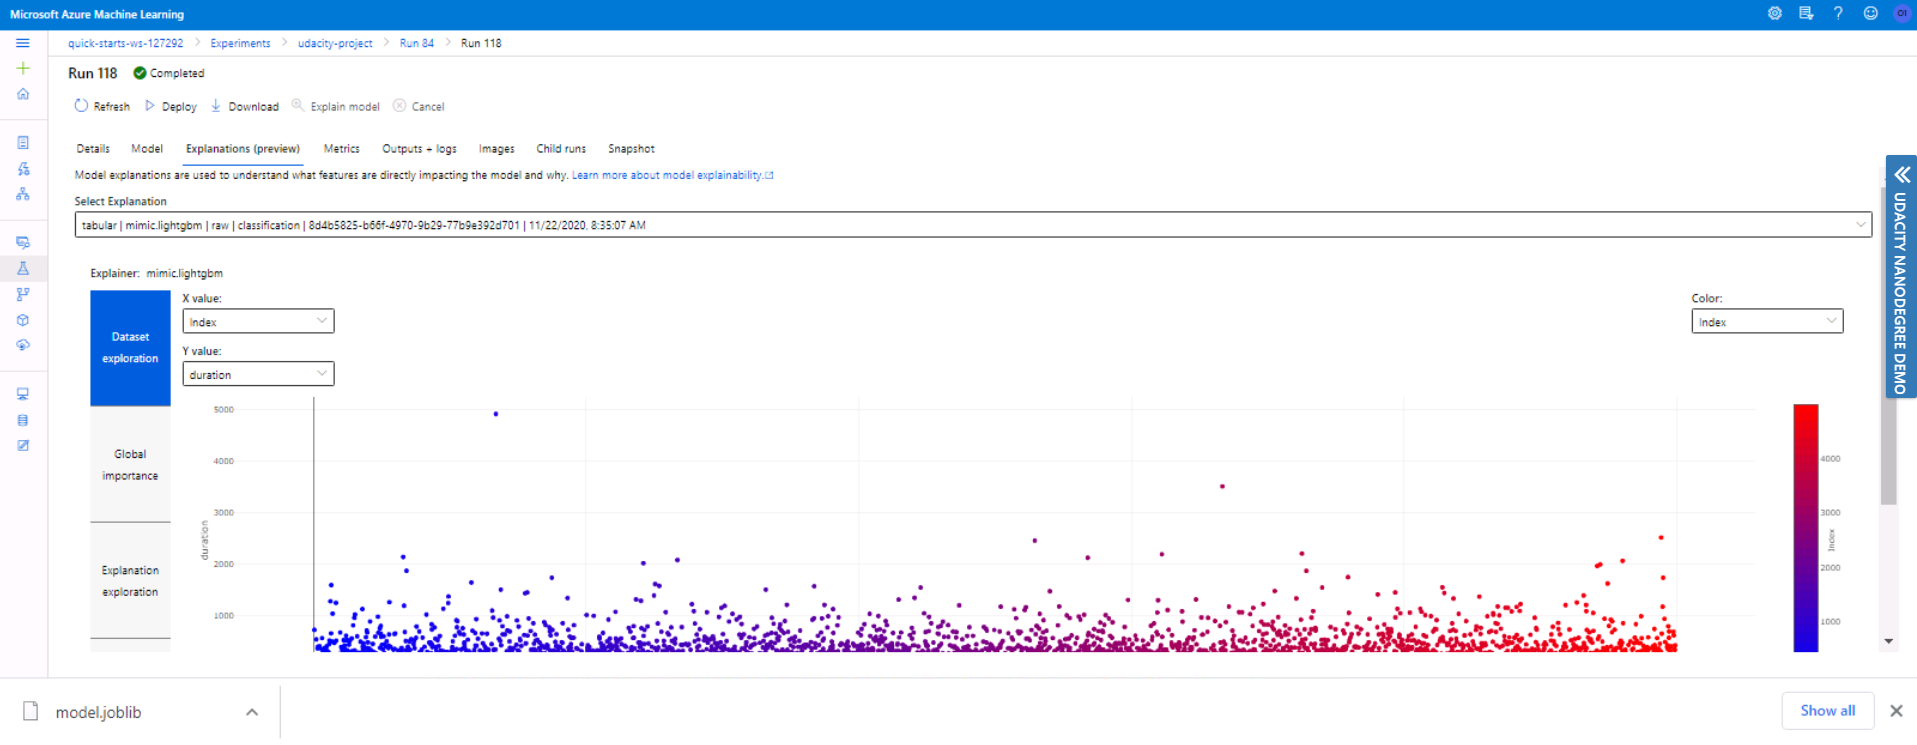 Microsoft Azure Machine Learning
?
OI
quick-starts-ws-127292 > Experiments > udacity-project > Run 84 > Run 118
Run 118 Completed
Refresh Deploy Download Explain model Cancel
Details Model Explanations (preview) Metrics Outputs + logs Images Child runs Snapshot
Model explanations are used to understand what features are directly impacting the model and why. Learn more about model explainability.
Select Explanation
tabular | mimic.lightgbm | raw | classification | 8d4b5825-b66f-4970-9b29-77b9e392d701 | 11/22/2020, 8:35:07 AM
Explainer: mimic.lightgbm
Dataset
exploration
Global
importance
Explanation
exploration
X value:
Index
Y value:
duration
Color:
Index
5000
4000
3000
2000
1000
duration
4000
3000
2000
1000
Index
UDACITY NANODEGREE DEMO
model.joblib
Show all